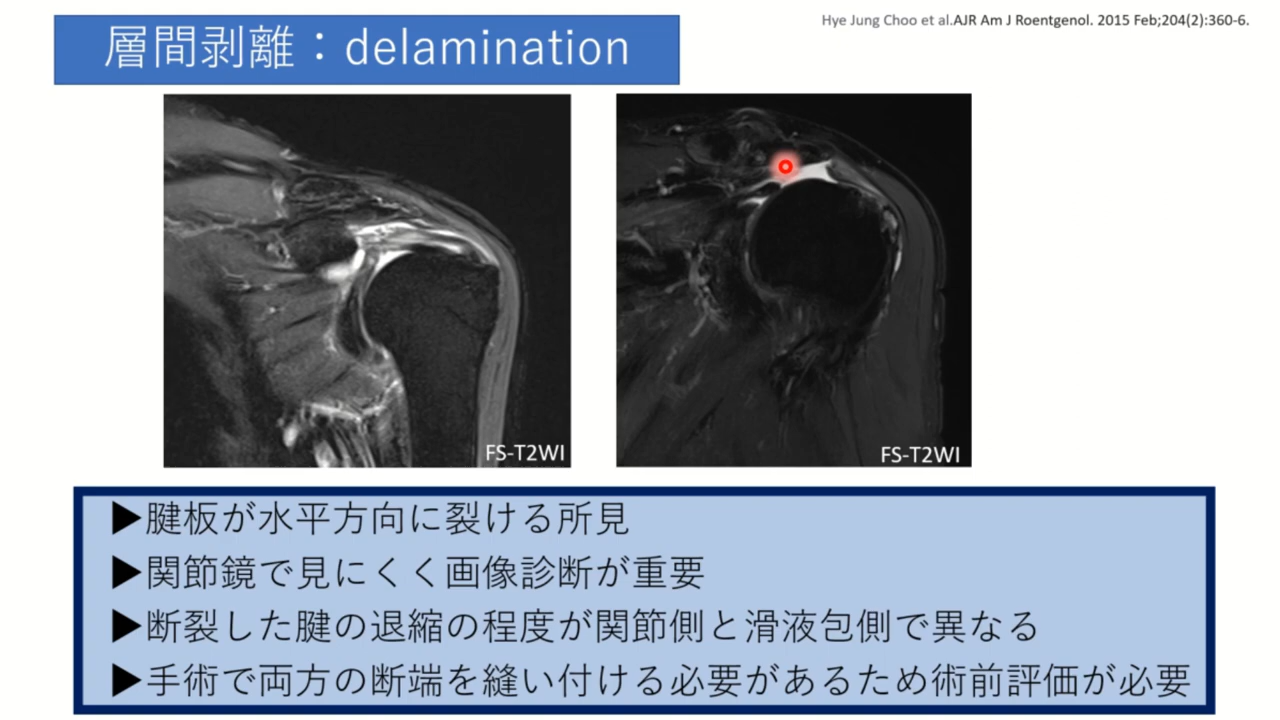 Hye Jung Choo et al.AJR Am J Roentgenol. 2015 Feb;204(2):360-6.
層間剥離：delamination
FS-T2WI
FS-T2WI
▶腱板が水平方向に裂ける所見
▶関節鏡で見にくく画像診断が重要
▶断裂した腱の退縮の程度が関節側と滑液包側で異なる
▶手術で両方の断端を縫い付ける必要があるため術前評価が必要